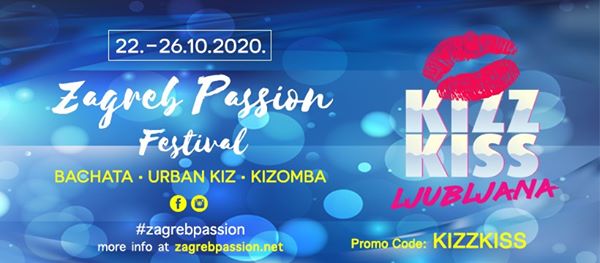 22.-26.10.2020.
Zagreb Passion
Festival
BACHATA · URBAN KIZ · KIZOMBA
#zagrebpassion
more info at zagrebpassion.net
KIZZ
KISS
LJUBLJANA
Promo Code: KIZZKISS